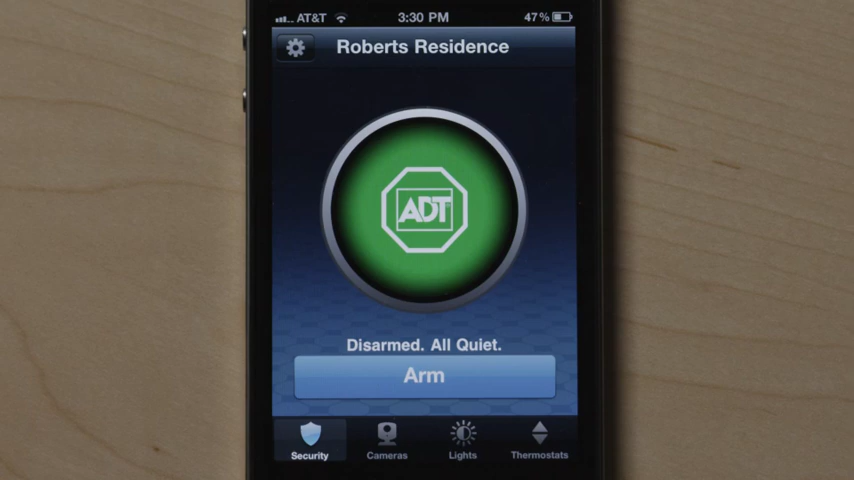 AT&T 3:30 PM 47%
Roberts Residence
ADT
Disarmed. All Quiet.
Arm
Security Cameras Lights Thermostats